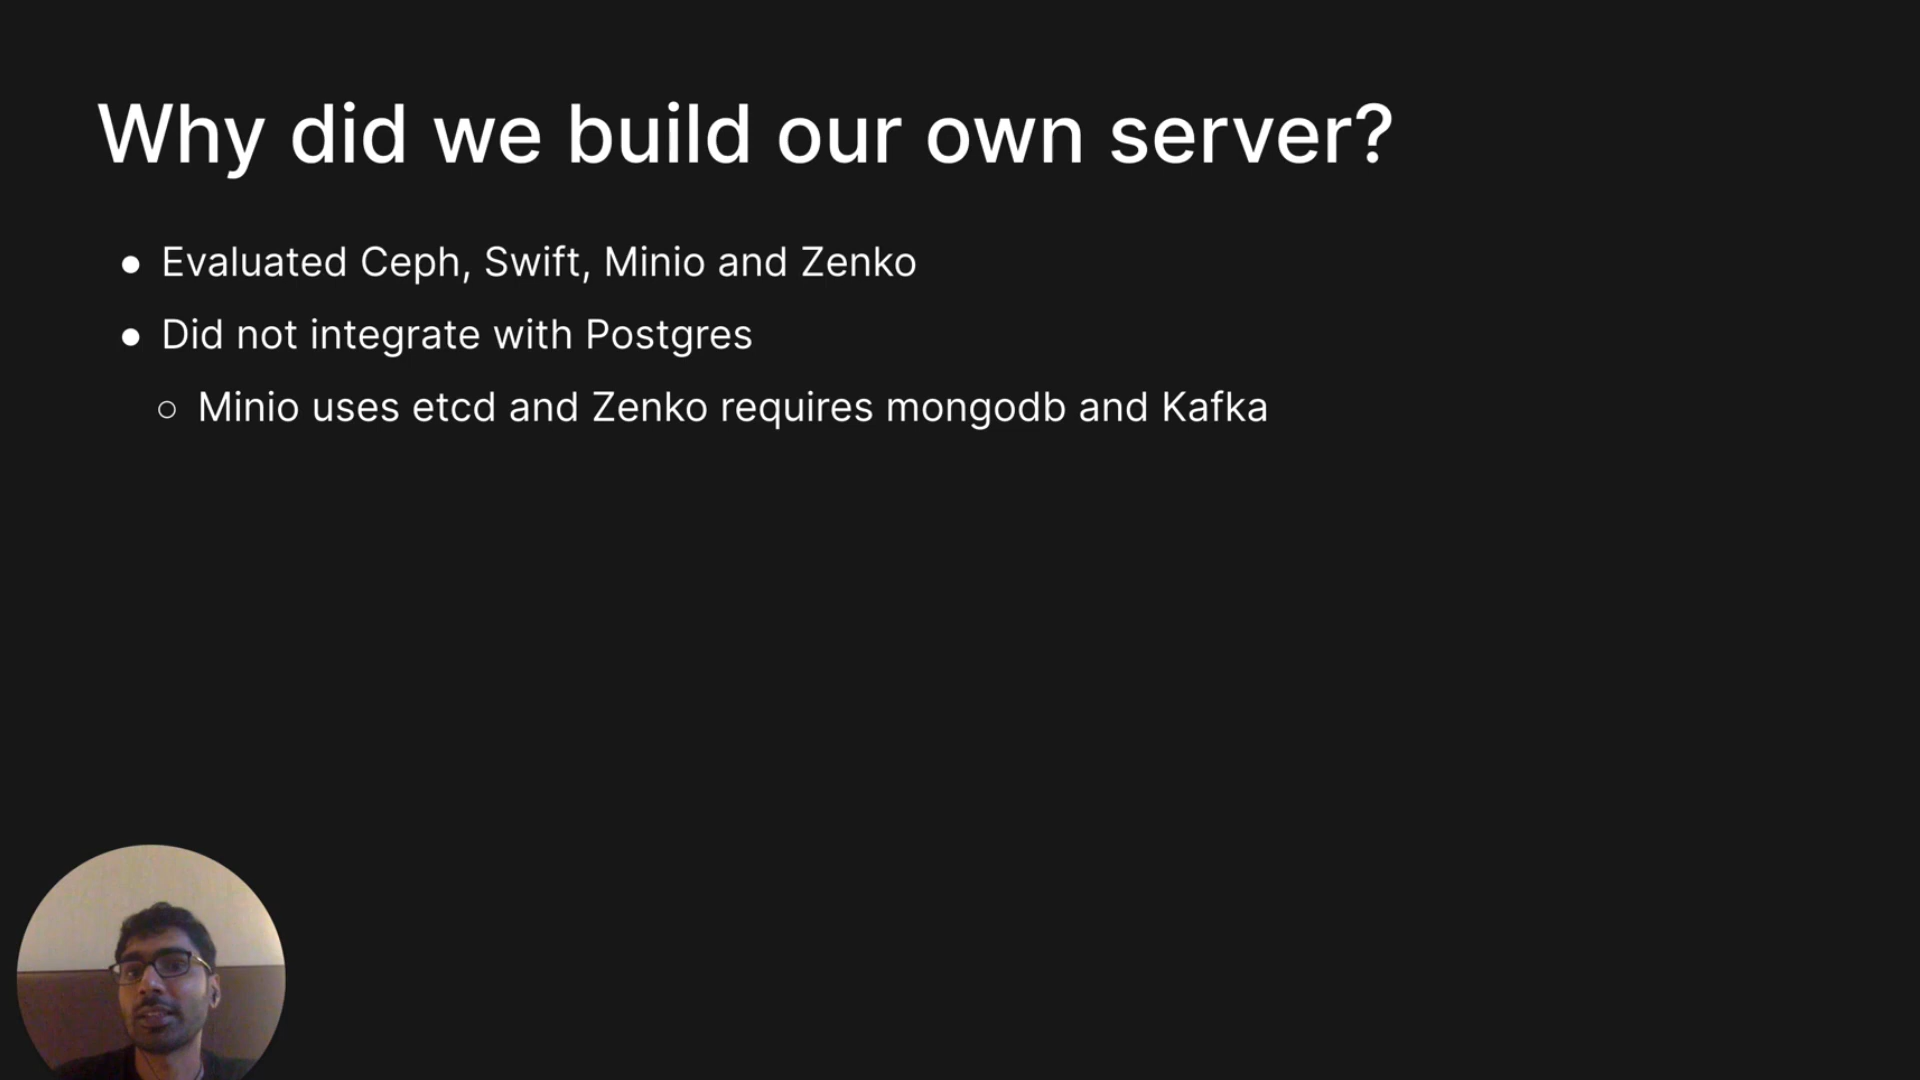 Why did we build our own server?
● Evaluated Ceph, Swift, Minio and Zenko
● Did not integrate with Postgres
○ Minio uses etcd and Zenko requires mongodb and Kafka